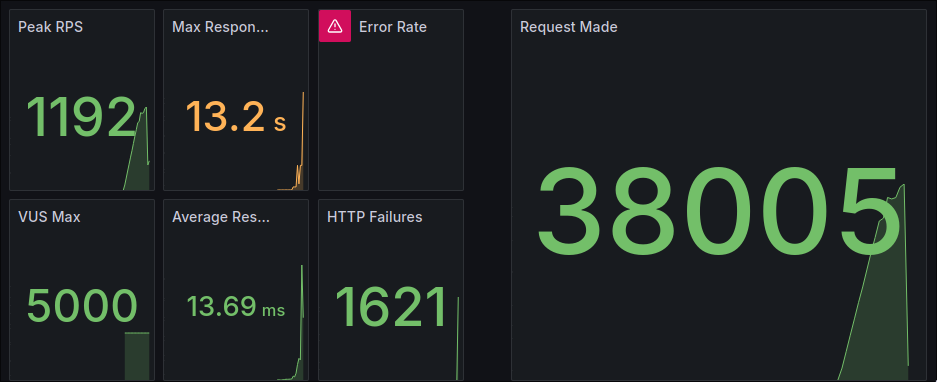 Peak RPS
1192
Max Respon...
13.2 s
Error Rate
Request Made
38005
VUS Max
5000
Average Res...
13.69 ms
HTTP Failures
1621